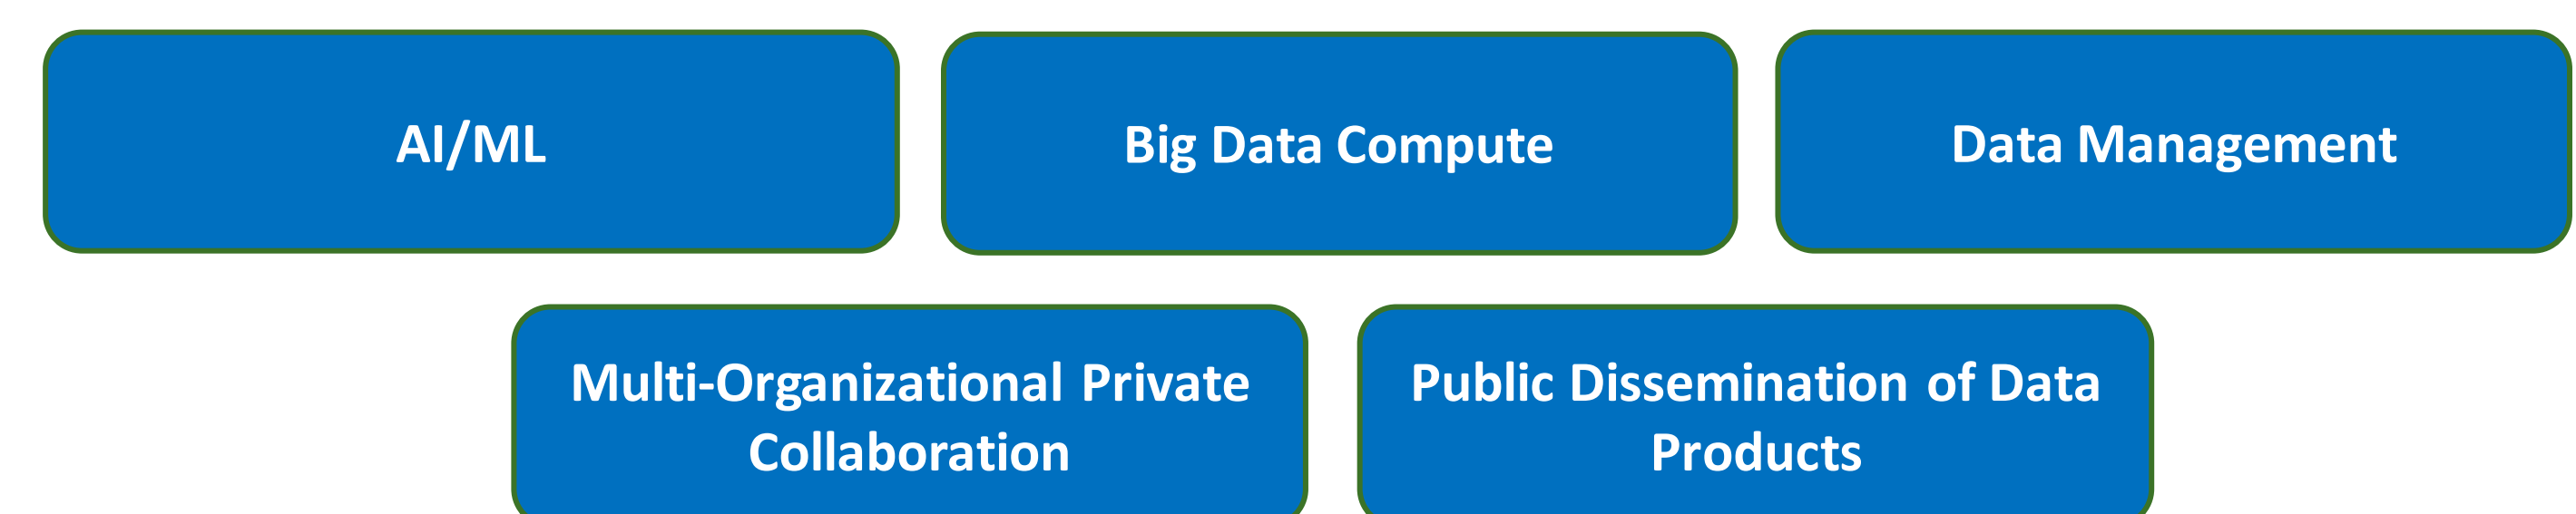 AI/ML
Big Data Compute
Data Management
Multi-Organizational Private
Collaboration
Public Dissemination of Data
Products